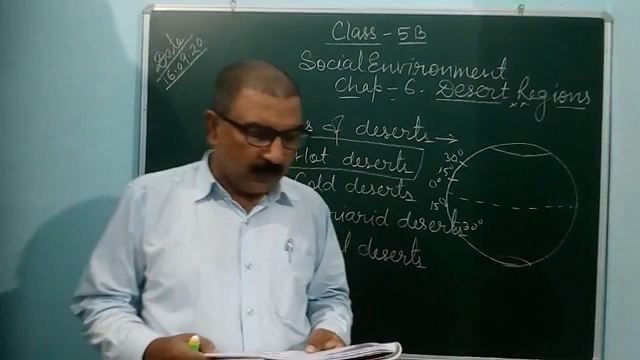 Date
16.09.20
Class - 5B
Social Environment
Chap - 6. Desert Regions
of deserts →
Hot deserts
Cold deserts
deserts
deserts
30°
15°
0°
15°
30°